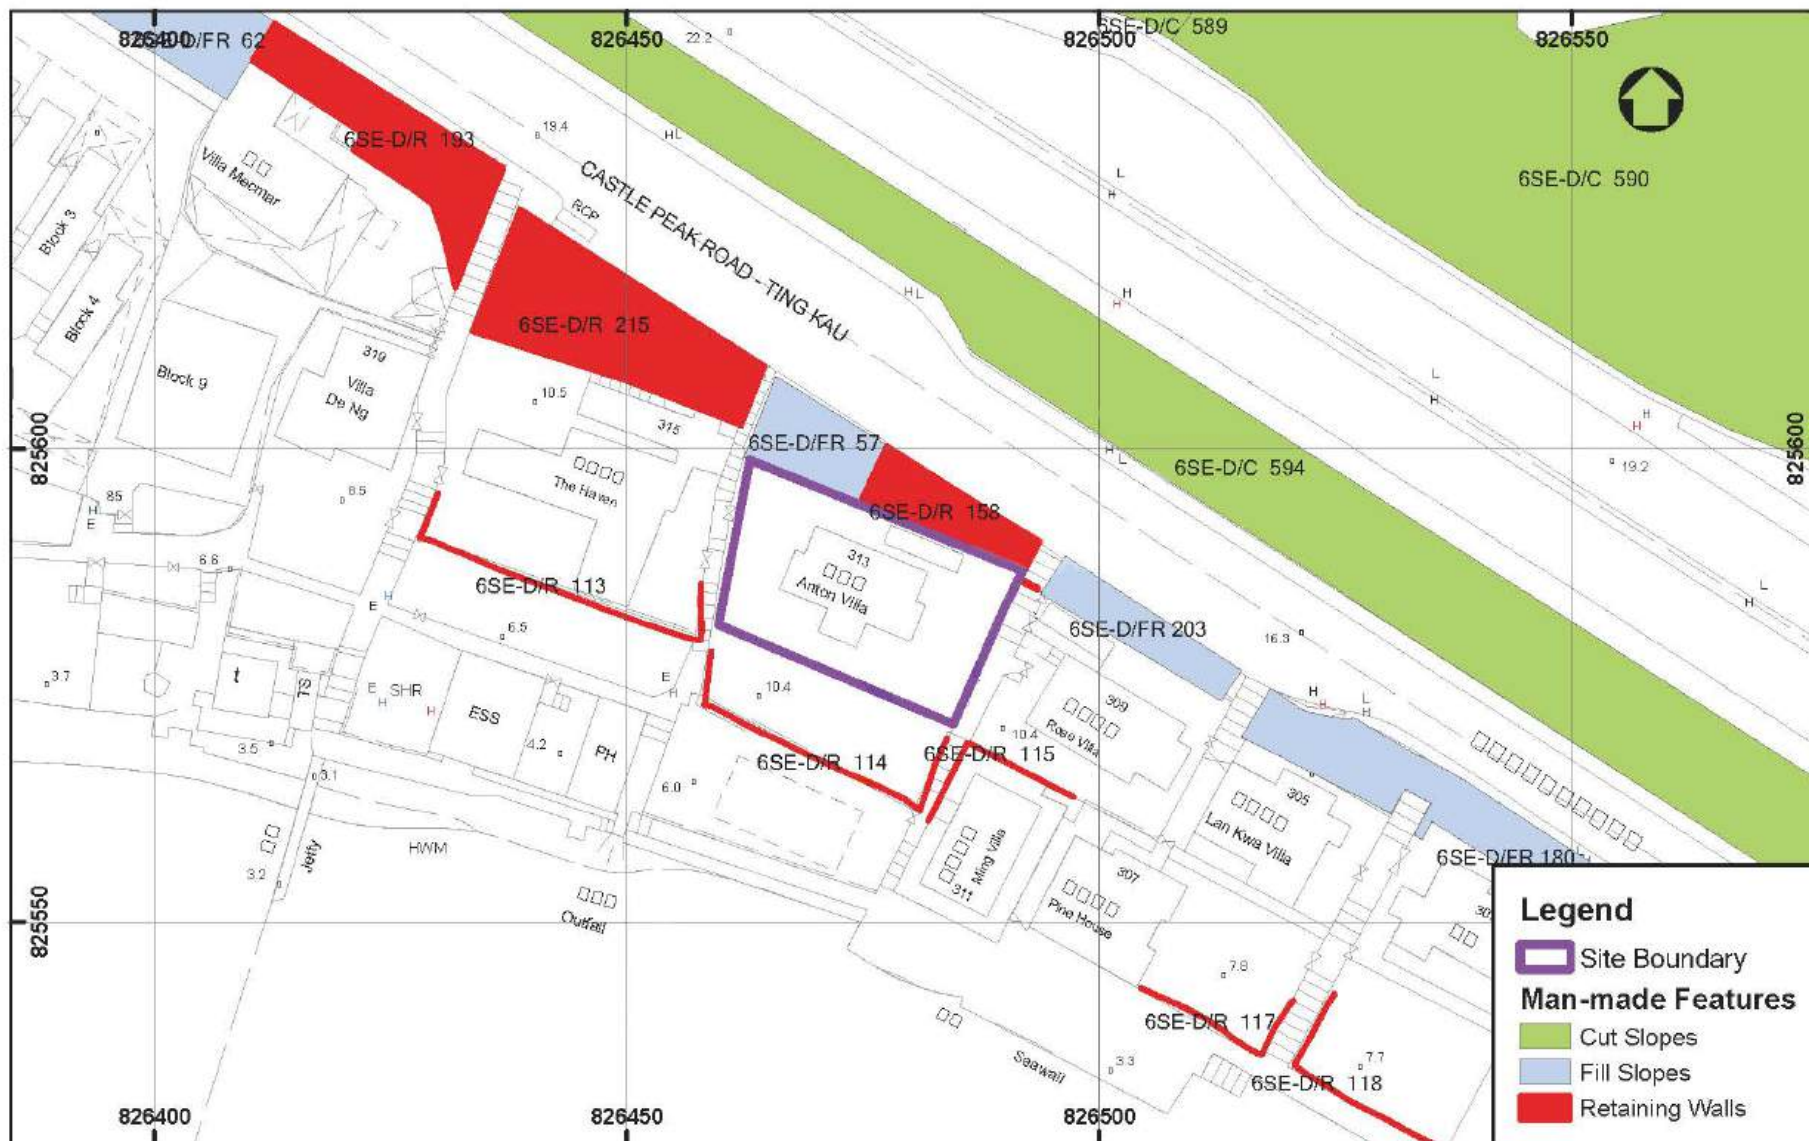 826400
826450
826500
826550
6SE-D/FR 62
22.2
6SE-D/C 589
6SE-D/R 193
19.4
HL
L
H
6SE-D/C 590
Villa Mecmar
CASTLE PEAK ROAD - TING KAU
RCP
Block 3
Block 4
HL
H
H
6SE-D/R 215
319
Villa
De Ng
Block 9
10.5
315
L
H
H
H
825600
6SE-D/FR 57
H
L
6SE-D/C 594
19.2
825600
The Haven
85
H
E
8.5
6SE-D/R 158
313
Anton Villa
6.6
6SE-D/R 113
E
H
L
H
6.5
6SE-D/FR 203
16.3
3.7
t
TS
E
H
SHR
H
ESS
E
H
10.4
H
H
L
H
309
Rose Villa
10.4
3.5
4.2
PH
6SE-D/R 114
6SE-D/R 115
3.1
6.0
305
Lan Kwa Villa
HWM
Jetty
3.2
Ming Villa
311
307
Pine House
6SE-D/FR 180
Outfall
825550
Legend
Site Boundary
Man-made Features
Cut Slopes
Fill Slopes
Retaining Walls
7.8
6SE-D/R 117
Seawall
3.3
7.7
6SE-D/R 118
826400
826450
826500